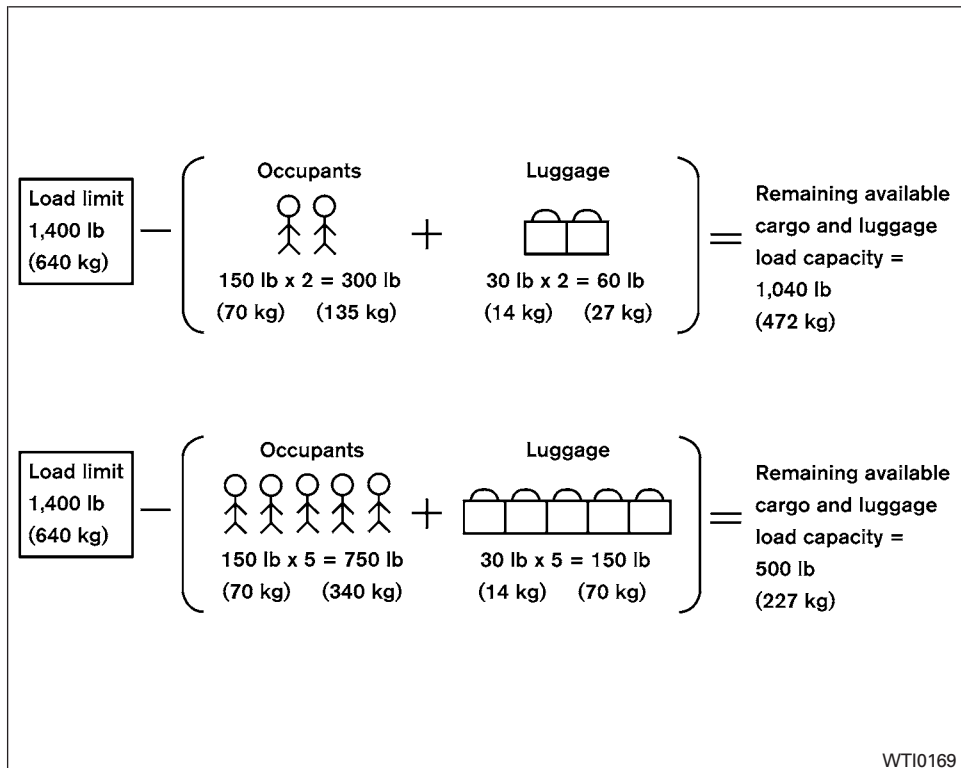 Load limit
1,400 lb
(640 kg)
Occupants
150 lb x 2 = 300 lb
(70 kg) (135 kg)
+
Luggage
30 lb x 2 = 60 lb
(14 kg) (27 kg)
Remaining available
cargo and luggage
load capacity =
1,040 lb
(472 kg)
Load limit
1,400 lb
(640 kg)
Occupants
150 lb x 5 = 750 lb
(70 kg) (340 kg)
+
Luggage
30 lb x 5 = 150 lb
(14 kg) (70 kg)
Remaining available
cargo and luggage
load capacity =
500 lb
(227 kg)
WTI0169